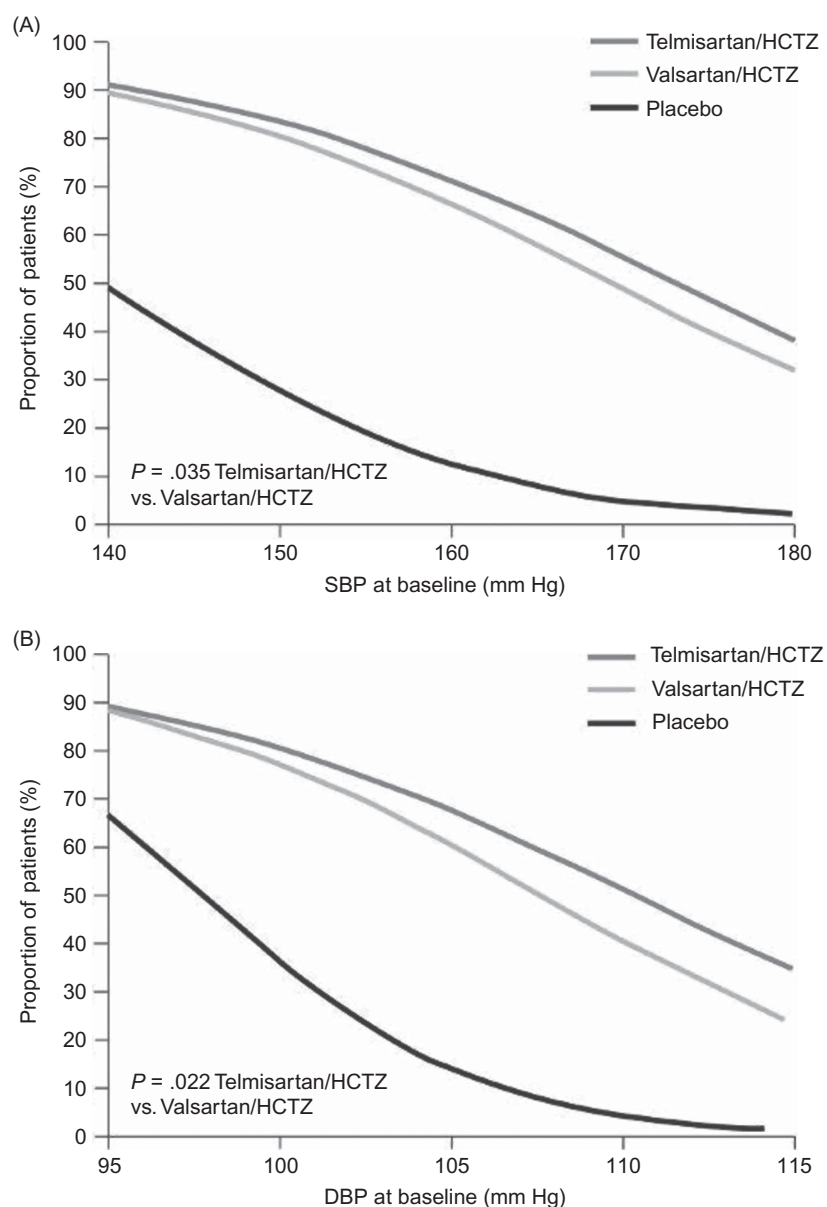 (A)
100
90
80
70
60
50
40
30
20
10
0
Proportion of patients (%)
Telmisartan/HCTZ
Valsartan/HCTZ
Placebo
P = .035 Telmisartan/HCTZ
vs. Valsartan/HCTZ
140 150 160 170 180
SBP at baseline (mm Hg)
(B)
100
90
80
70
60
50
40
30
20
10
0
Proportion of patients (%)
Telmisartan/HCTZ
Valsartan/HCTZ
Placebo
P = .022 Telmisartan/HCTZ
vs. Valsartan/HCTZ
95 100 105 110 115
DBP at baseline (mm Hg)